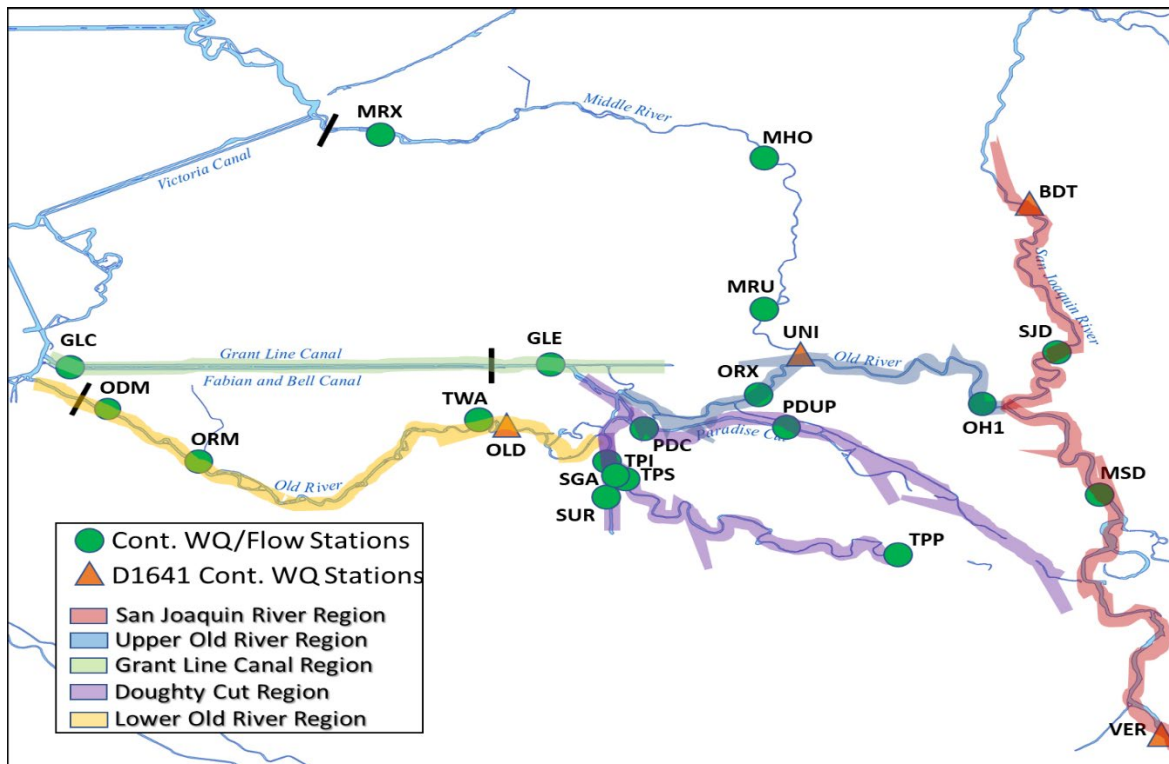 MRX
Middle River
MHO
Victoria Canal
BDT
San Joaquin River
MRU
UNI
SJD
GLC
GLE
Grant Line Canal
Old River
Fabian and Bell Canal
ORX
ODM
TWA
PDUP
OH1
OLD
PDC
Paradise Cut
ORM
TPI
SGA
TPS
MSD
Old River
SUR
TPP
Cont. WQ/Flow Stations
D1641 Cont. WQ Stations
San Joaquin River Region
Upper Old River Region
Grant Line Canal Region
Doughty Cut Region
Lower Old River Region
VER